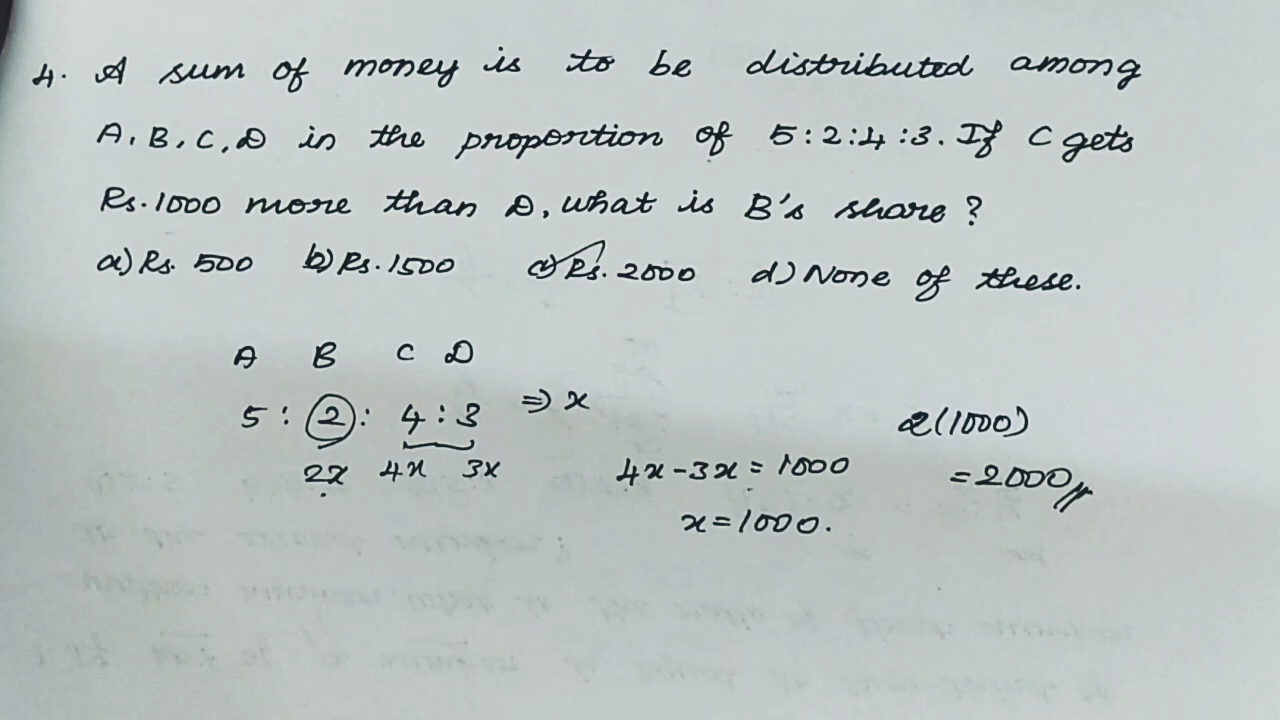 4. A sum of money is to be distributed among
A, B, C, D in the proportion of 5:2:4:3. If C gets
Rs. 1000 more than D, what is B's share?
a) Rs. 500 b) Rs. 1500 c) Rs. 2000 d) None of these.
A B C D
5 : 2 : 4 : 3 ⇒ x
2x 4x 3x
4x-3x = 1000
x = 1000.
2(1000)
= 2000